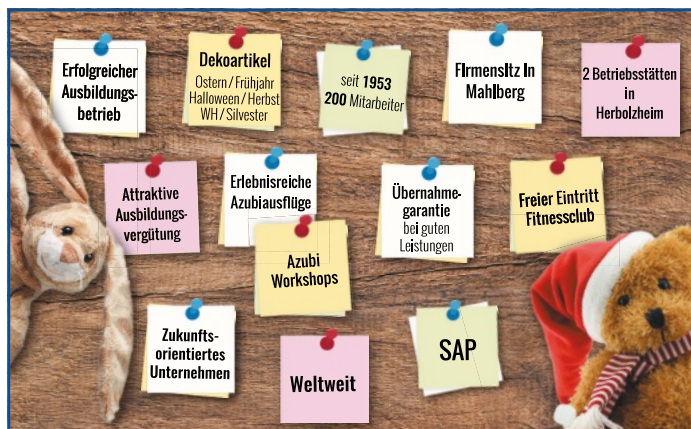 Erfolgreicher
Ausbildungs-
betrieb
Dekoartikel
Ostern / Frühjahr
Halloween / Herbst
WH / Silvester
seit 1953
200 Mitarbeiter
Firmensitz in
Mahlberg
2 Betriebsstätten
in
Herbolzheim
Attraktive
Ausbildungs-
vergütung
Erlebnisreiche
Azubiausflüge
Azubi
Workshops
Übernahme-
garantie
bei guten
Leistungen
Freier Eintritt
Fitnessclub
Zukunfts-
orientiertes
Unternehmen
Weltweit
SAP